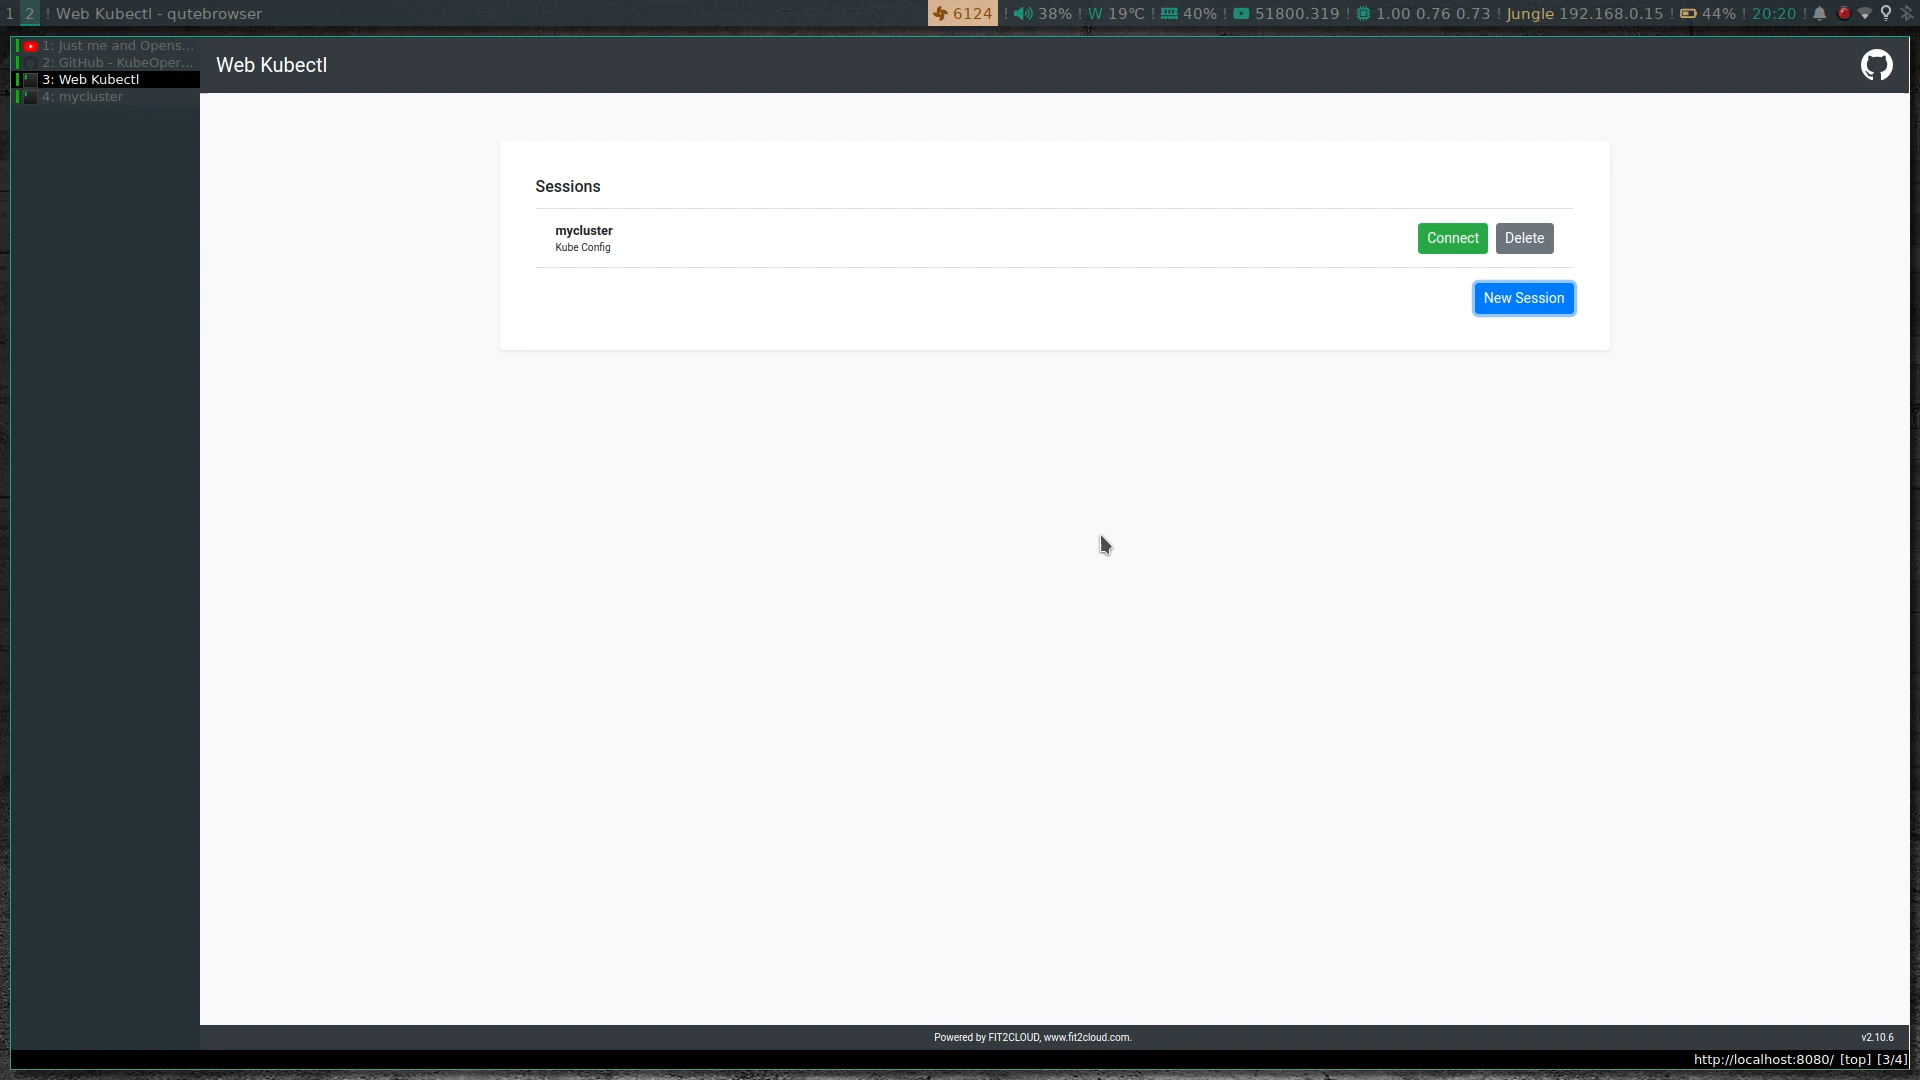 1 2 ! Web Kubectl - qutebrowser 6124 ! 38% ! W 19℃ ! 40% ! 51800.319 ! 1.00 0.76 0.73 ! Jungle 192.168.0.15 ! 44% ! 20:20 !
1: Just me and Opens...
2: GitHub - KubeOper...
3: Web Kubectl
4: mycluster
Web Kubectl
Sessions
mycluster
Kube Config
Connect Delete
New Session
Powered by FIT2CLOUD, www.fit2cloud.com. v2.10.6
http://localhost:8080/ [top] [3/4]